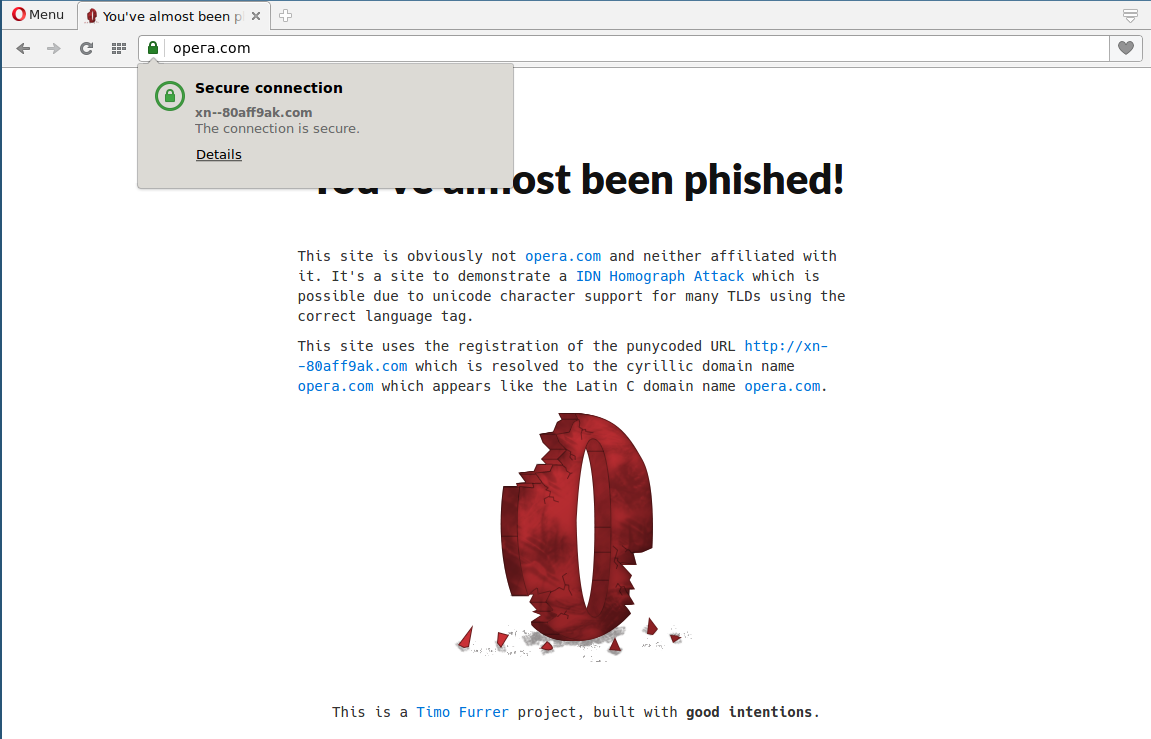 Menu
You've almost been p
opera.com
Secure connection
xn--80aff9ak.com
The connection is secure.
Details
You've almost been phished!
This site is obviously not opera.com and neither affiliated with
it. It's a site to demonstrate a IDN Homograph Attack which is
possible due to unicode character support for many TLDs using the
correct language tag.
This site uses the registration of the punycoded URL http://xn-
-80aff9ak.com which is resolved to the cyrillic domain name
opera.com which appears like the Latin C domain name opera.com.
This is a Timo Furrer project, built with good intentions.